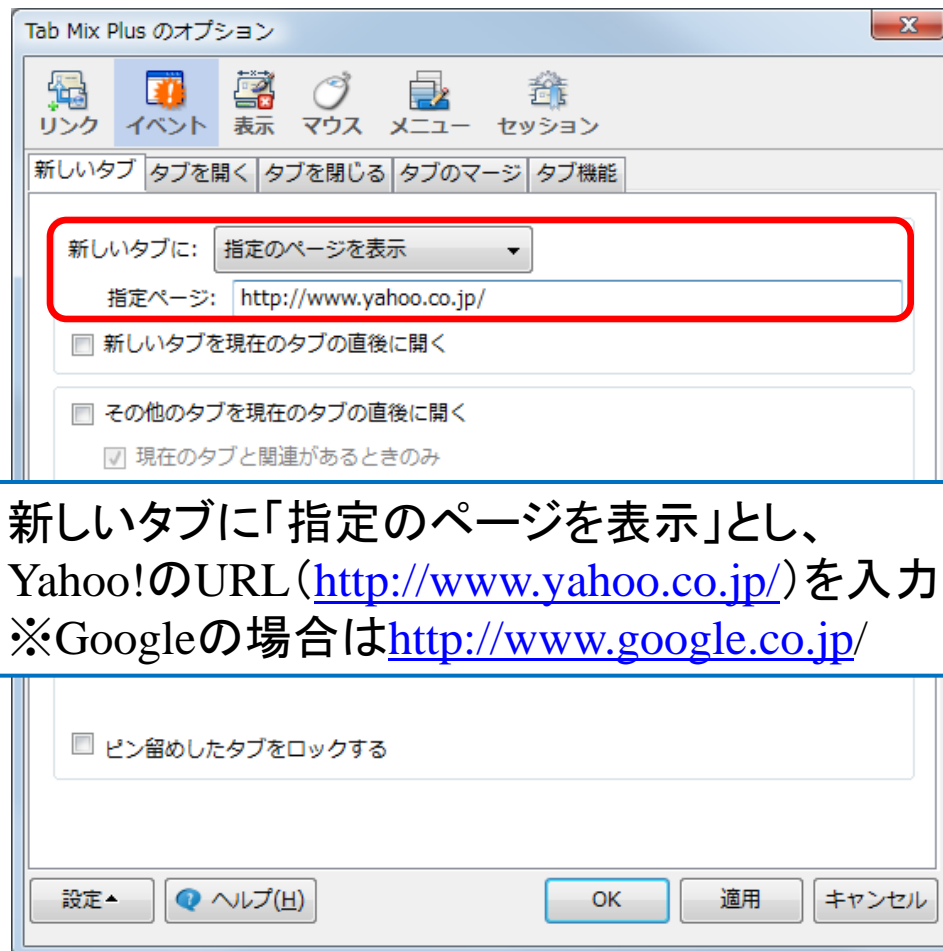 Tab Mix Plus のオプション
リンク イベント 表示 マウス メニュー セッション
新しいタブ タブを開く タブを閉じる タブのマージ タブ機能
新しいタブに: 指定のページを表示
指定ページ: http://www.yahoo.co.jp/
新しいタブを現在のタブの直後に開く
その他のタブを現在のタブの直後に開く
現在のタブと関連があるときのみ
新しいタブに「指定のページを表示」とし、
Yahoo!のURL(http://www.yahoo.co.jp/)を入力
※Googleの場合はhttp://www.google.co.jp/
ピン留めしたタブをロックする
設定 ヘルプ(H) OK 適用 キャンセル